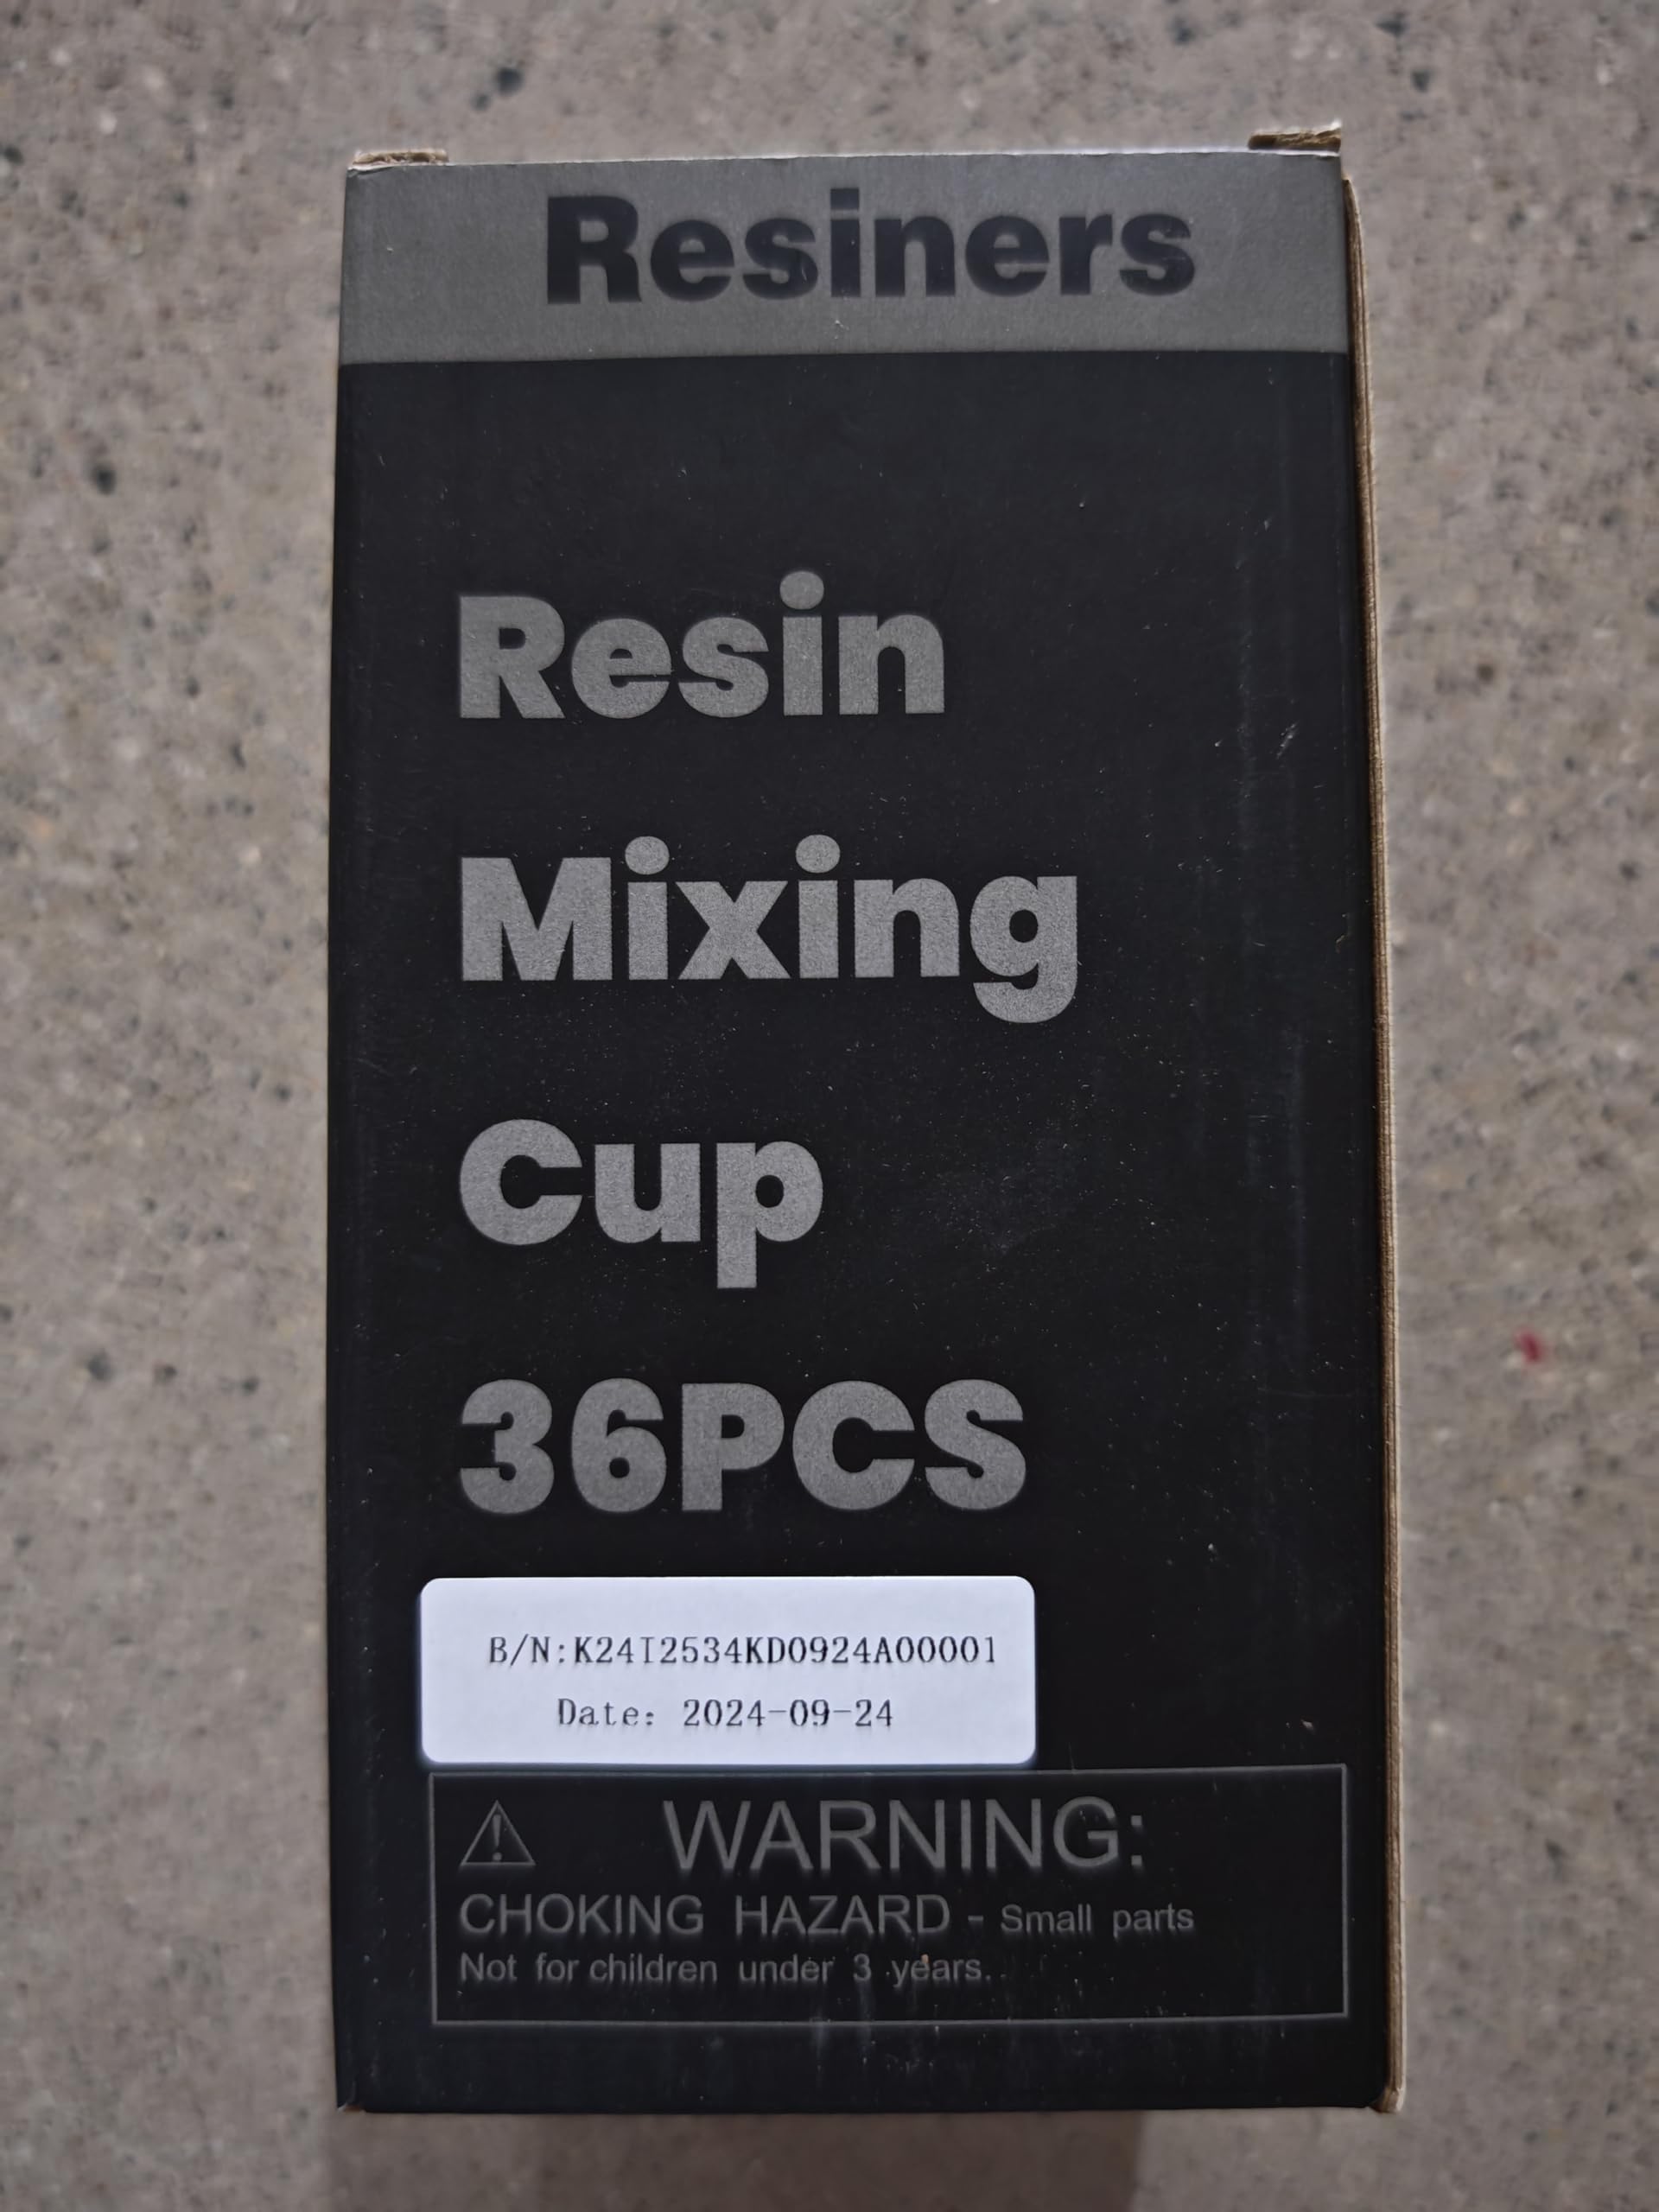 Resiners
Resin
Mixing
Cup
36PCS
B/N:K24I2534KD0924A00001
Date: 2024-09-24
WARNING:
CHOKING HAZARD - Small parts
Not for children under 3 years.